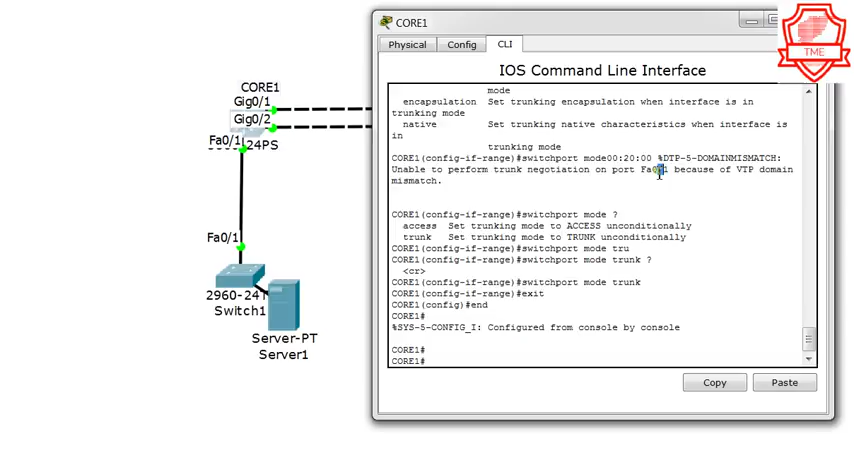 CORE1
Gig0/1
Gig0/2
Fa0/1
24PS
Fa0/1
2960-24T
Switch1
Server-PT
Server1
CORE1
Physical
Config
CLI
IOS Command Line Interface
mode
encapsulation Set trunking encapsulation when interface is in
trunking mode
native Set trunking native characteristics when interface is
in
trunking mode
CORE1(config-if-range)#switchport mode00:20:00 %DTP-5-DOMAINMISMATCH:
Unable to perform trunk negotiation on port Fa0/1 because of VTP domain
mismatch.
CORE1(config-if-range)#switchport mode ?
access Set trunking mode to ACCESS unconditionally
trunk Set trunking mode to TRUNK unconditionally
CORE1(config-if-range)#switchport mode tru
CORE1(config-if-range)#switchport mode trunk ?
<cr>
CORE1(config-if-range)#switchport mode trunk
CORE1(config-if-range)#exit
CORE1(config)#end
CORE1#
%SYS-5-CONFIG_I: Configured from console by console
CORE1#
CORE1#
Copy
Paste
TME